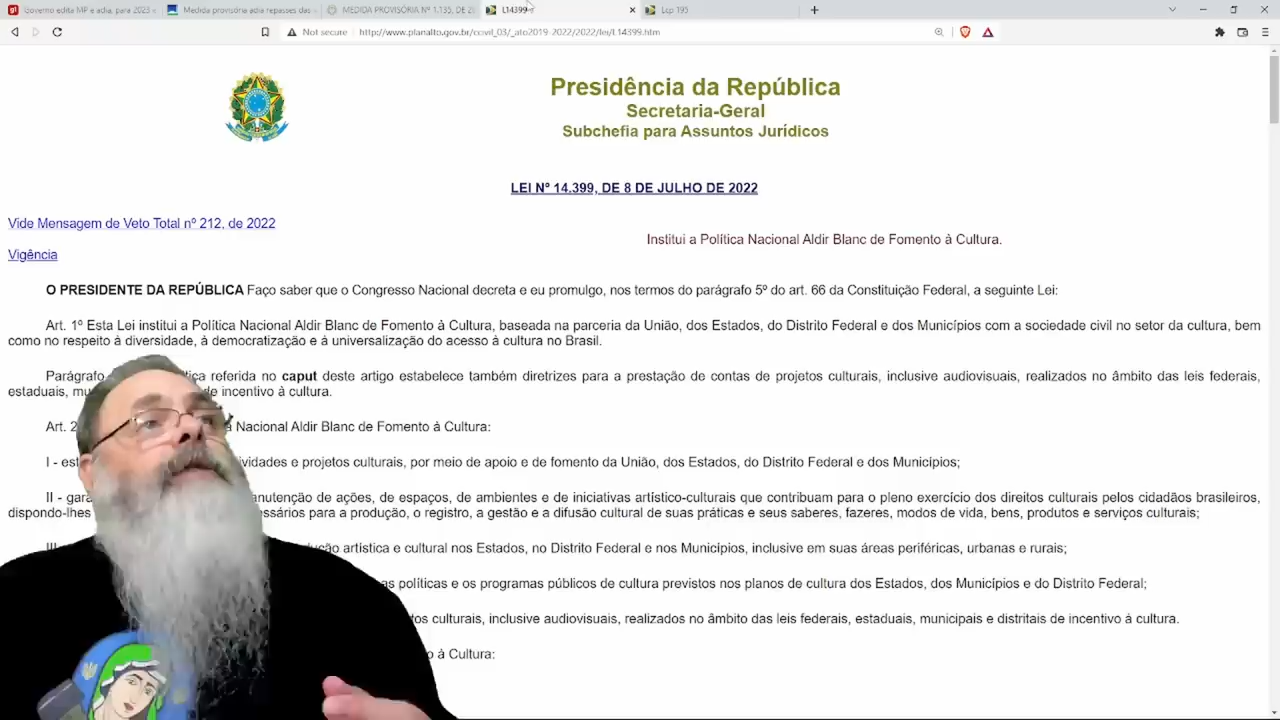 Governo edita MP e adia, para 2023 e
Medida provisória adia repasses das
MEDIDA PROVISÓRIA Nº 1.135, DE 2
L14399
Lcp 195
Not secure
http://www.planalto.gov.br/ccivil_03/_ato2019-2022/2022/lei/L14399.htm
Presidência da República
Secretaria-Geral
Subchefia para Assuntos Jurídicos
LEI Nº 14.399, DE 8 DE JULHO DE 2022
Vide Mensagem de Veto Total nº 212, de 2022
Institui a Política Nacional Aldir Blanc de Fomento à Cultura.
Vigência
O PRESIDENTE DA REPÚBLICA Faço saber que o Congresso Nacional decreta e eu promulgo, nos termos do parágrafo 5º do art. 66 da Constituição Federal, a seguinte Lei:
Art. 1º Esta Lei institui a Política Nacional Aldir Blanc de Fomento à Cultura, baseada na parceria da União, dos Estados, do Distrito Federal e dos Municípios com a sociedade civil no setor da cultura, bem
como no respeito à diversidade, à democratização e à universalização do acesso à cultura no Brasil.
Parágrafo referida no caput deste artigo estabelece também diretrizes para a prestação de contas de projetos culturais, inclusive audiovisuais, realizados no âmbito das leis federais,
estaduais, de incentivo à cultura.
Art. 2 Nacional Aldir Blanc de Fomento à Cultura:
I - e projetos culturais, por meio de apoio e de fomento da União, dos Estados, do Distrito Federal e dos Municípios;
II - de ações, de espaços, de ambientes e de iniciativas artístico-culturais que contribuam para o pleno exercício dos direitos culturais pelos cidadãos brasileiros,
dispondo-lhes para a produção, o registro, a gestão e a difusão cultural de suas práticas e seus saberes, fazeres, modos de vida, bens, produtos e serviços culturais;
artística e cultural nos Estados, no Distrito Federal e nos Municípios, inclusive em suas áreas periféricas, urbanas e rurais;
as políticas e os programas públicos de cultura previstos nos planos de cultura dos Estados, dos Municípios e do Distrito Federal;
culturais, inclusive audiovisuais, realizados no âmbito das leis federais, estaduais, municipais e distritais de incentivo à cultura.
à Cultura: